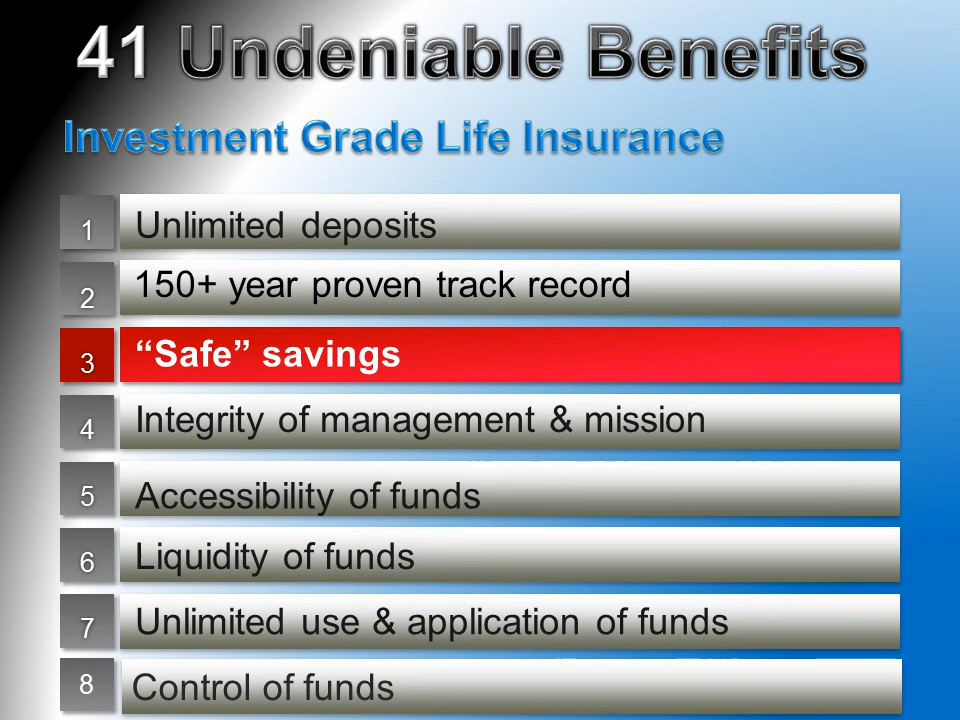 41 Undeniable Benefits
Investment Grade Life Insurance
1 Unlimited deposits
2 150+ year proven track record
3 “Safe” savings
4 Integrity of management & mission
5 Accessibility of funds
6 Liquidity of funds
7 Unlimited use & application of funds
8 Control of funds